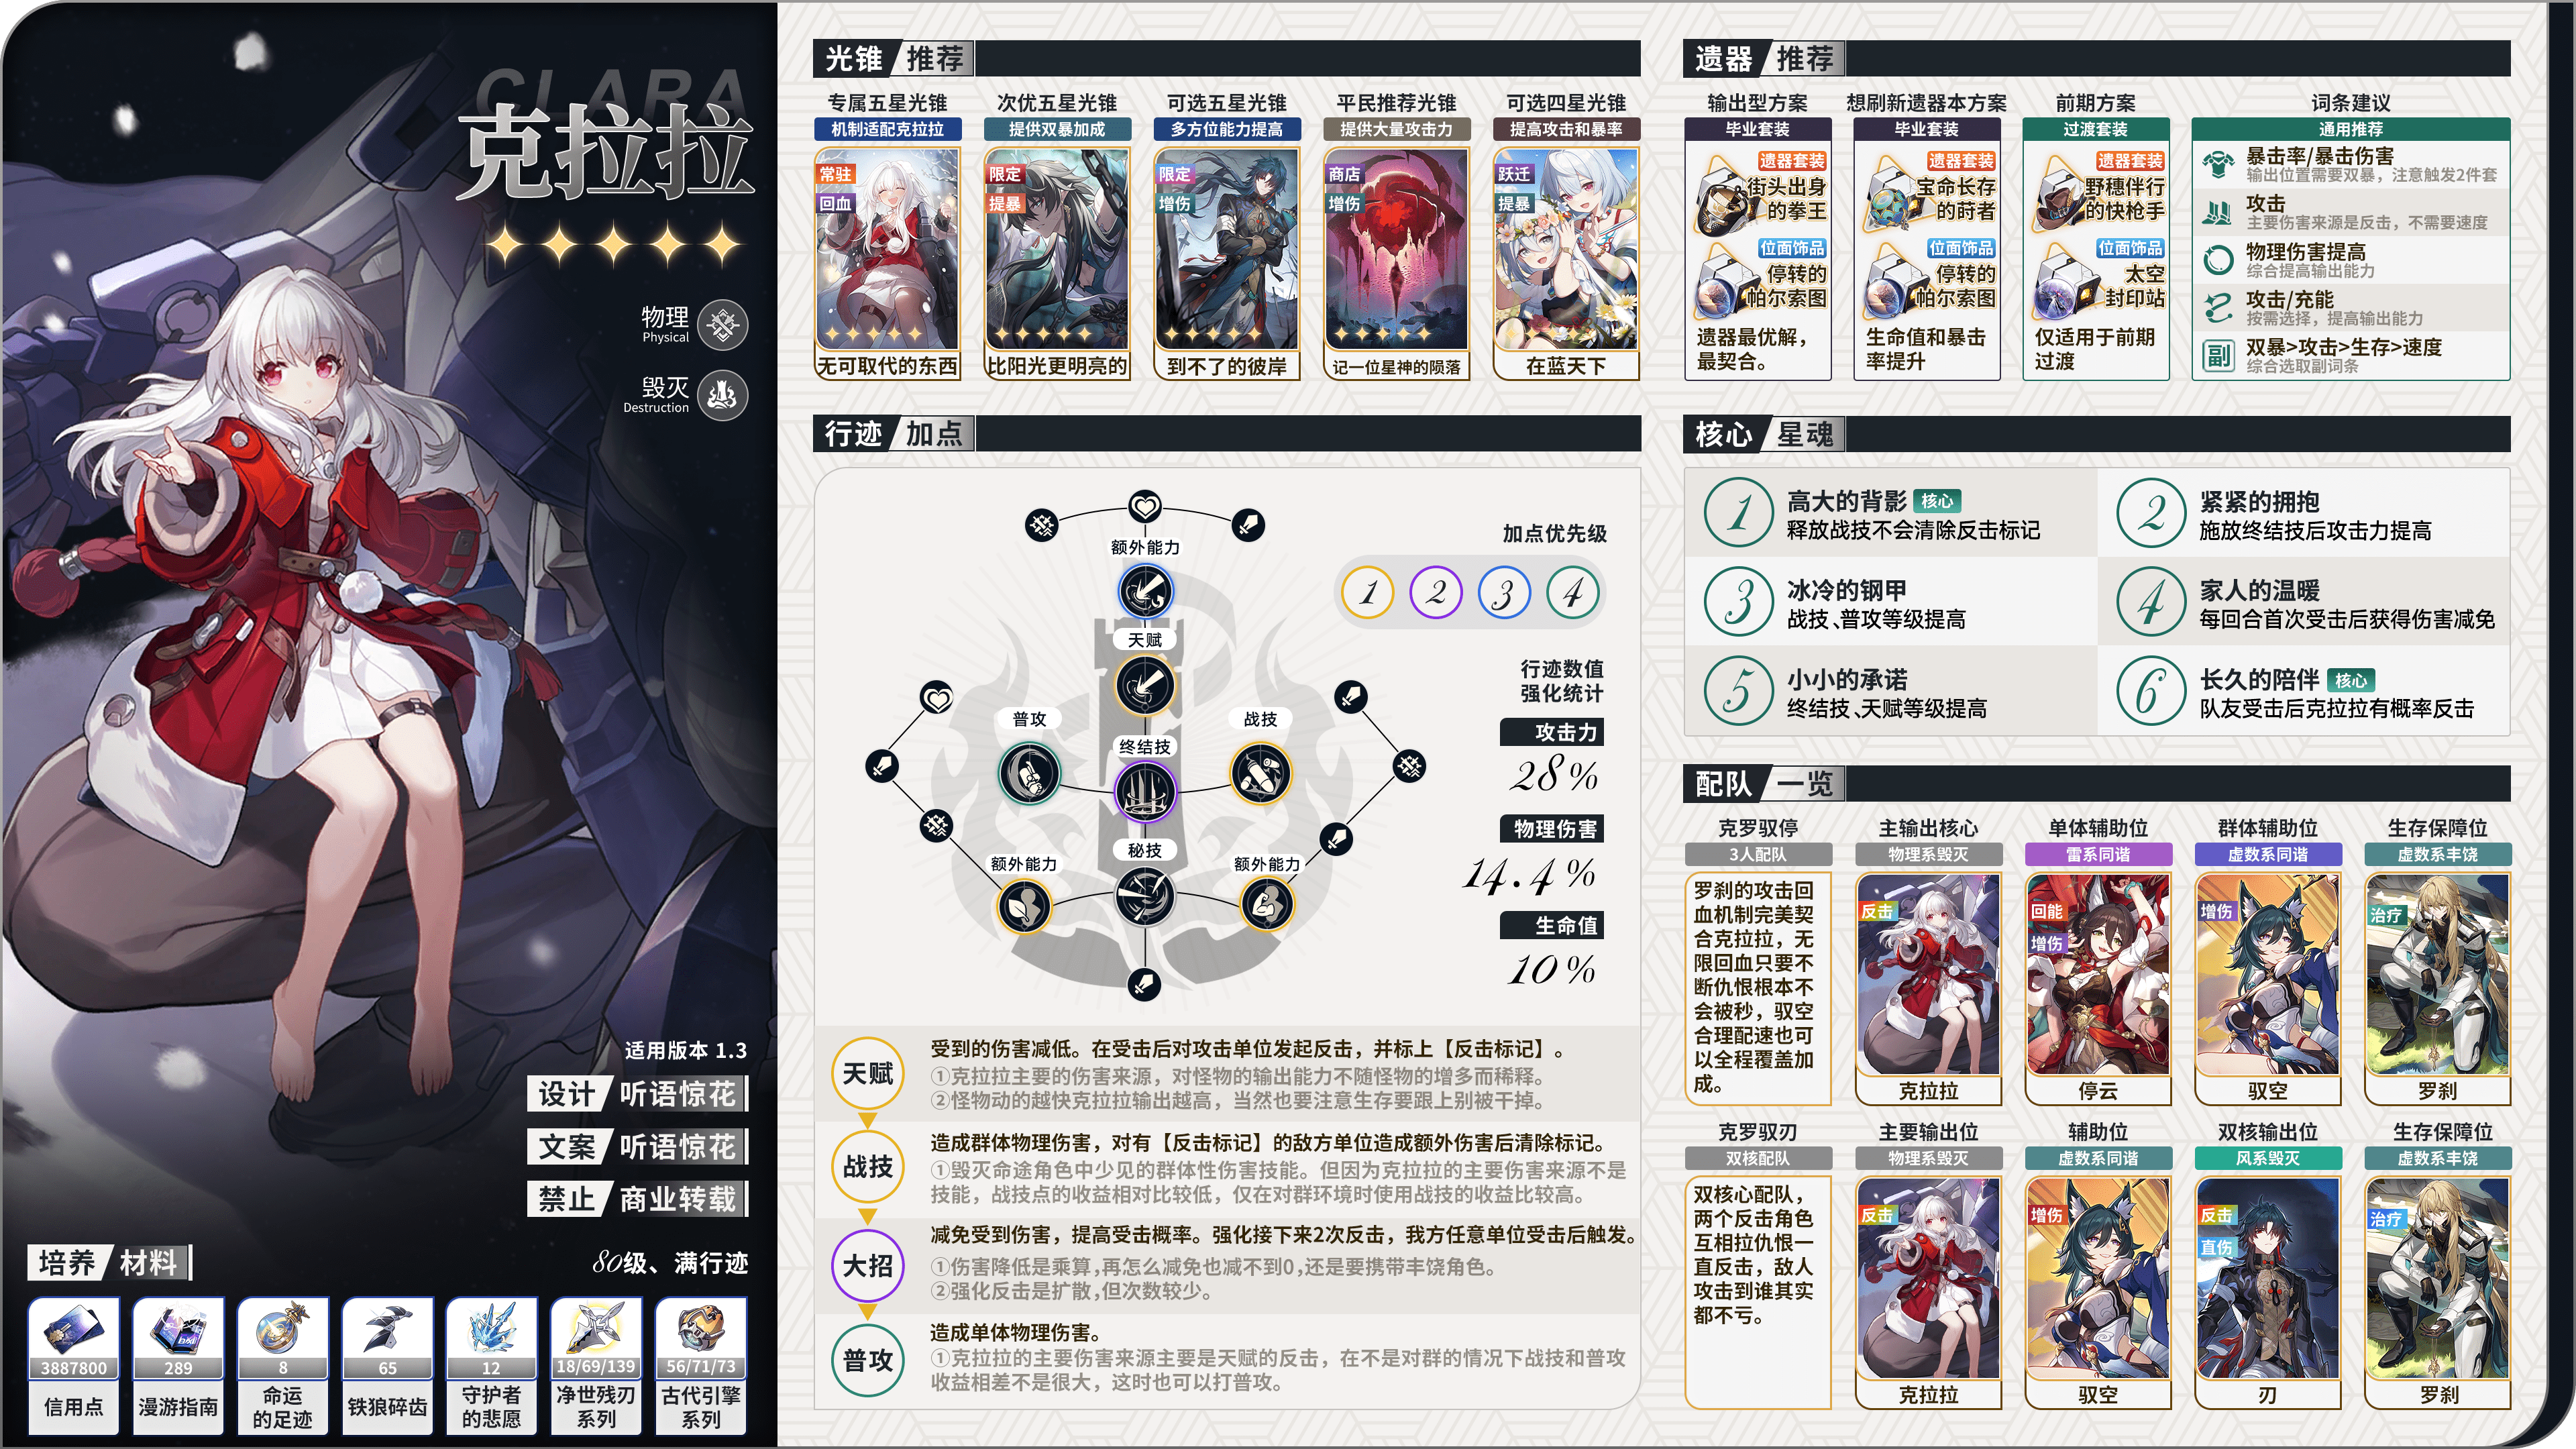 CLARA
克拉拉
物理
Physical
毁灭
Destruction
适用版本 1.3
设计 听语惊花
文案 听语惊花
禁止 商业转载
培养 材料
80级、满行迹
3887800
信用点
289
漫游指南
8
命运
的足迹
65
铁狼碎齿
12
守护者
的悲愿
18/69/139
净世残刃
系列
56/71/73
古代引擎
系列
光锥 推荐
专属五星光锥
机制适配克拉拉
常驻
回血
无可取代的东西
次优五星光锥
提供双暴加成
限定
提暴
比阳光更明亮的
可选五星光锥
多方位能力提高
限定
增伤
到不了的彼岸
平民推荐光锥
提供大量攻击力
商店
增伤
记一位星神的陨落
可选四星光锥
提高攻击和暴率
跃迁
提暴
在蓝天下
行迹 加点
额外能力
天赋
普攻
终结技
战技
秘技
额外能力
额外能力
加点优先级
1 2 3 4
行迹数值
强化统计
攻击力
28%
物理伤害
14.4%
生命值
10%
天赋
受到的伤害减低。在受击后对攻击单位发起反击，并标上【反击标记】。
①克拉拉主要的伤害来源，对怪物的输出能力不随怪物的增多而稀释。
②怪物动的越快克拉拉输出越高，当然也要注意生存要跟上别被干掉。
战技
造成群体物理伤害，对有【反击标记】的敌方单位造成额外伤害后清除标记。
①毁灭命途角色中少见的群体性伤害技能。但因为克拉拉的主要伤害来源不是
技能，战技点的收益相对比较低，仅在对群环境时使用战技的收益比较高。
大招
减免受到伤害，提高受击概率。强化接下来2次反击，我方任意单位受击后触发。
①伤害降低是乘算,再怎么减免也减不到0,还是要携带丰饶角色。
②强化反击是扩散,但次数较少。
普攻
造成单体物理伤害。
①克拉拉的主要伤害来源主要是天赋的反击，在不是对群的情况下战技和普攻
收益相差不是很大，这时也可以打普攻。
遗器 推荐
输出型方案
毕业套装
遗器套装
街头出身
的拳王
位面饰品
停转的
帕尔索图
遗器最优解，
最契合。
想刷新遗器本方案
毕业套装
遗器套装
宝命长存
的莳者
位面饰品
停转的
帕尔索图
生命值和暴击
率提升
前期方案
过渡套装
遗器套装
野穗伴行
的快枪手
位面饰品
太空
封印站
仅适用于前期
过渡
词条建议
通用推荐
暴击率/暴击伤害
输出位置需要双暴，注意触发2件套
攻击
主要伤害来源是反击，不需要速度
物理伤害提高
综合提高输出能力
攻击/充能
按需选择，提高输出能力
副
双暴>攻击>生存>速度
综合选取副词条
核心 星魂
1
高大的背影 核心
释放战技不会清除反击标记
2
紧紧的拥抱
施放终结技后攻击力提高
3
冰冷的钢甲
战技、普攻等级提高
4
家人的温暖
每回合首次受击后获得伤害减免
5
小小的承诺
终结技、天赋等级提高
6
长久的陪伴 核心
队友受击后克拉拉有概率反击
配队 一览
克罗驭停
3人配队
罗刹的攻击回
血机制完美契
合克拉拉，无
限回血只要不
断仇恨根本不
会被秒，驭空
合理配速也可
以全程覆盖加
成。
主输出核心
物理系毁灭
反击
克拉拉
单体辅助位
雷系同谐
回能
增伤
停云
群体辅助位
虚数系同谐
增伤
驭空
生存保障位
虚数系丰饶
治疗
罗刹
克罗驭刃
双核配队
双核心配队，
两个反击角色
互相拉仇恨一
直反击，敌人
攻击到谁其实
都不亏。
主要输出位
物理系毁灭
反击
克拉拉
辅助位
虚数系同谐
增伤
驭空
双核输出位
风系毁灭
反击
直伤
刃
生存保障位
虚数系丰饶
治疗
罗刹